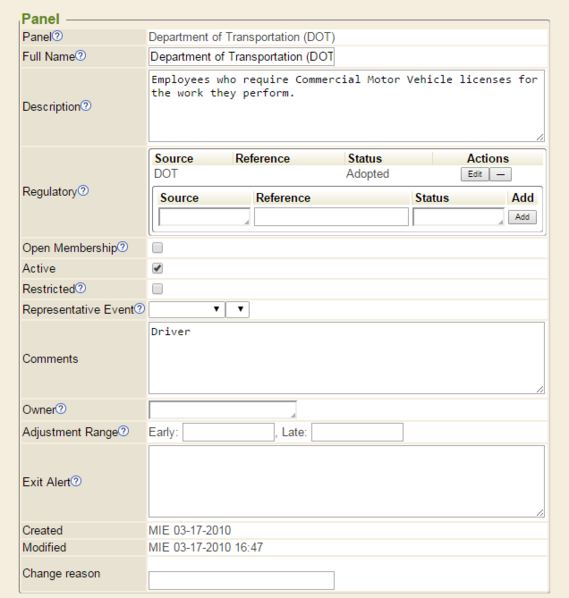 Panel
Panel? Department of Transportation (DOT)
Full Name? Department of Transportation (DOT
Description? Employees who require Commercial Motor Vehicle licenses for
the work they perform.
Regulatory?
Source Reference Status Actions
DOT Adopted Edit —
Source Reference Status Add
Add
Open Membership?
Active
Restricted?
Representative Event?
Comments Driver
Owner?
Adjustment Range? Early: , Late:
Exit Alert?
Created MIE 03-17-2010
Modified MIE 03-17-2010 16:47
Change reason